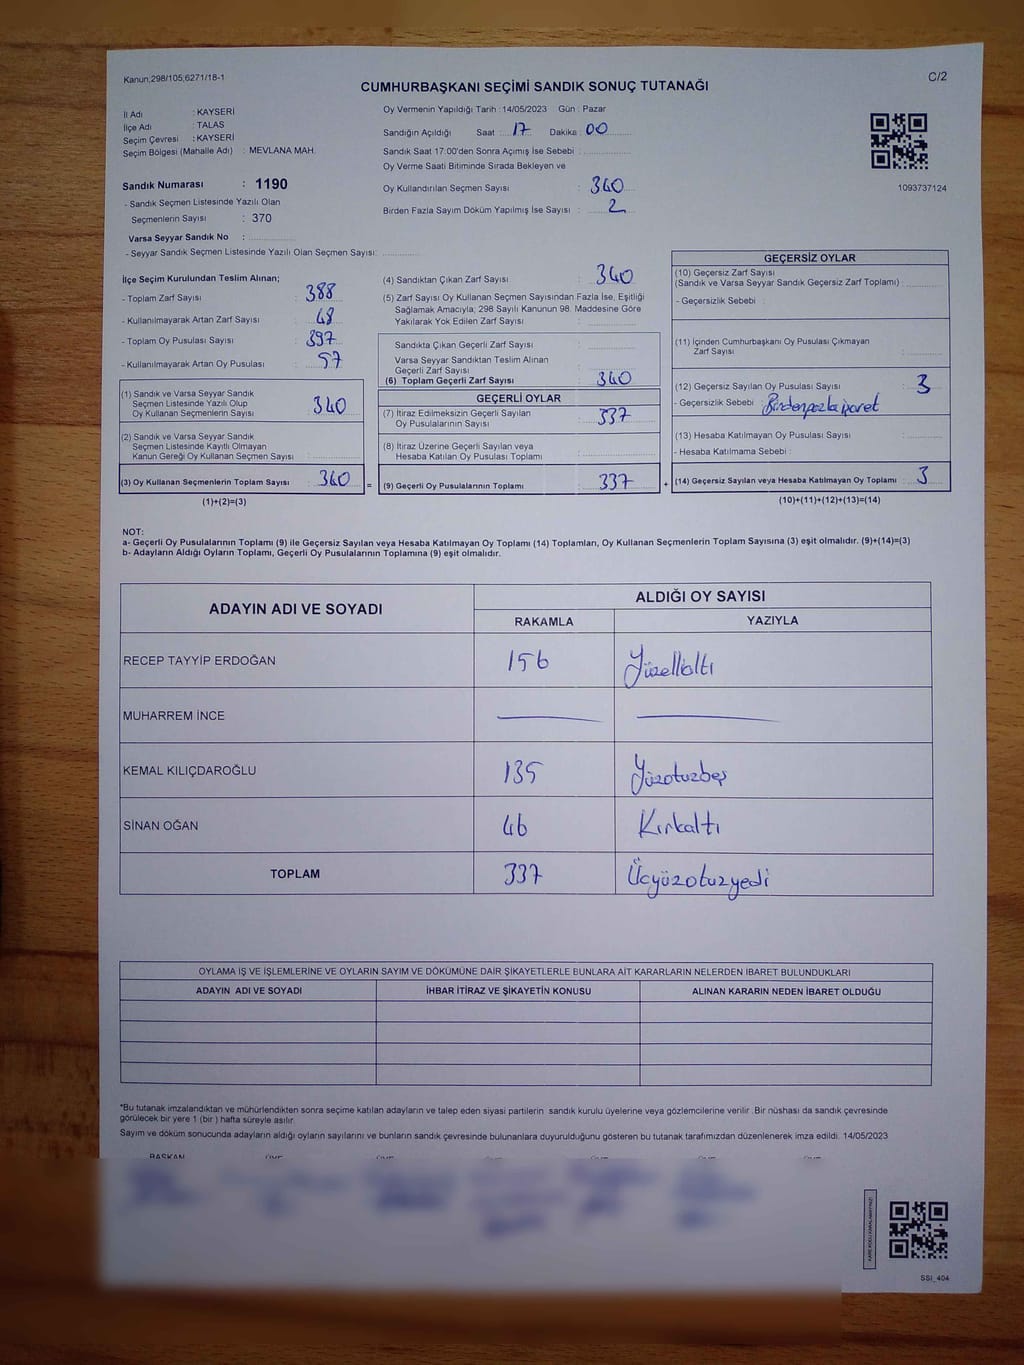 Kanun;298/105;6271/18-1
C/2
CUMHURBAŞKANI SEÇİMİ SANDIK SONUÇ TUTANAĞI
İl Adı : KAYSERİ
İlçe Adı : TALAS
Seçim Çevresi : KAYSERİ
Seçim Bölgesi (Mahalle Adı) : MEVLANA MAH.
Sandık Numarası : 1190
- Sandık Seçmen Listesinde Yazılı Olan
Seçmenlerin Sayısı : 370
Varsa Seyyar Sandık No :
- Seyyar Sandık Seçmen Listesinde Yazılı Olan Seçmen Sayısı:
Oy Vermenin Yapıldığı Tarih : 14/05/2023 Gün : Pazar
Sandığın Açıldığı Saat : 17 Dakika : 00
Sandık Saat 17:00'den Sonra Açımış İse Sebebi :
Oy Verme Saati Bitiminde Sırada Bekleyen ve
Oy Kullandırılan Seçmen Sayısı : 340
Birden Fazla Sayım Döküm Yapılmış İse Sayısı : 2
1093737124
İlçe Seçim Kurulundan Teslim Alınan;
- Toplam Zarf Sayısı : 388
- Kullanılmayarak Artan Zarf Sayısı : 48
- Toplam Oy Pusulası Sayısı : 397
- Kullanılmayarak Artan Oy Pusulası : 57
(1) Sandık ve Varsa Seyyar Sandık
Seçmen Listesinde Yazılı Olup
Oy Kullanan Seçmenlerin Sayısı : 340
(2) Sandık ve Varsa Seyyar Sandık
Seçmen Listesinde Kayıtlı Olmayan
Kanun Gereği Oy Kullanan Seçmen Sayısı :
(3) Oy Kullanan Seçmenlerin Toplam Sayısı : 340
(1)+(2)=(3)
=
(4) Sandıktan Çıkan Zarf Sayısı : 340
(5) Zarf Sayısı Oy Kullanan Seçmen Sayısından Fazla İse, Eşitliği
Sağlamak Amacıyla; 298 Sayılı Kanunun 98. Maddesine Göre
Yakılarak Yok Edilen Zarf Sayısı :
Sandıkta Çıkan Geçerli Zarf Sayısı :
Varsa Seyyar Sandıktan Teslim Alınan
Geçerli Zarf Sayısı :
(6) Toplam Geçerli Zarf Sayısı : 340
GEÇERLİ OYLAR
(7) İtiraz Edilmeksizin Geçerli Sayılan
Oy Pusulalarının Sayısı : 337
(8) İtiraz Üzerine Geçerli Sayılan veya
Hesaba Katılan Oy Pusulası Toplamı :
(9) Geçerli Oy Pusulalarının Toplamı : 337
+
GEÇERSİZ OYLAR
(10) Geçersiz Zarf Sayısı
(Sandık ve Varsa Seyyar Sandık Geçersiz Zarf Toplamı) :
- Geçersizlik Sebebi :
(11) İçinden Cumhurbaşkanı Oy Pusulası Çıkmayan
Zarf Sayısı :
(12) Geçersiz Sayılan Oy Pusulası Sayısı : 3
- Geçersizlik Sebebi : Birden fazla işaret
(13) Hesaba Katılmayan Oy Pusulası Sayısı :
- Hesaba Katılmama Sebebi :
(14) Geçersiz Sayılan veya Hesaba Katılmayan Oy Toplamı : 3
(10)+(11)+(12)+(13)=(14)
NOT:
a- Geçerli Oy Pusulalarının Toplamı (9) ile Geçersiz Sayılan veya Hesaba Katılmayan Oy Toplamı (14) Toplamları, Oy Kullanan Seçmenlerin Toplam Sayısına (3) eşit olmalıdır. (9)+(14)=(3)
b- Adayların Aldığı Oyların Toplamı, Geçerli Oy Pusulalarının Toplamına (9) eşit olmalıdır.
ADAYIN ADI VE SOYADI ALDIĞI OY SAYISI
RAKAMLA YAZIYLA
RECEP TAYYİP ERDOĞAN 156 Yüzellialtı
MUHARREM İNCE
KEMAL KILIÇDAROĞLU 135 Yüzotuzbeş
SİNAN OĞAN 46 Kırkaltı
TOPLAM 337 Üçyüzotuzyedi
OYLAMA İŞ VE İŞLEMLERİNE VE OYLARIN SAYIM VE DÖKÜMÜNE DAİR ŞİKAYETLERLE BUNLARA AİT KARARLARIN NELERDEN İBARET BULUNDUKLARI
ADAYIN ADI VE SOYADI İHBAR İTİRAZ VE ŞİKAYETİN KONUSU ALINAN KARARIN NEDEN İBARET OLDUĞU
*Bu tutanak imzalandıktan ve mühürlendikten sonra seçime katılan adayların ve talep eden siyasi partilerin sandık kurulu üyelerine veya gözlemcilerine verilir. Bir nüshası da sandık çevresinde
görülecek bir yere 1 (bir ) hafta süreyle asılır.
Sayım ve döküm sonucunda adayların aldığı oyların sayılarını ve bunların sandık çevresinde bulunanlara duyurulduğunu gösteren bu tutanak tarafımızdan düzenlenerek imza edildi. 14/05/2023
BAŞKAN
SSI_404